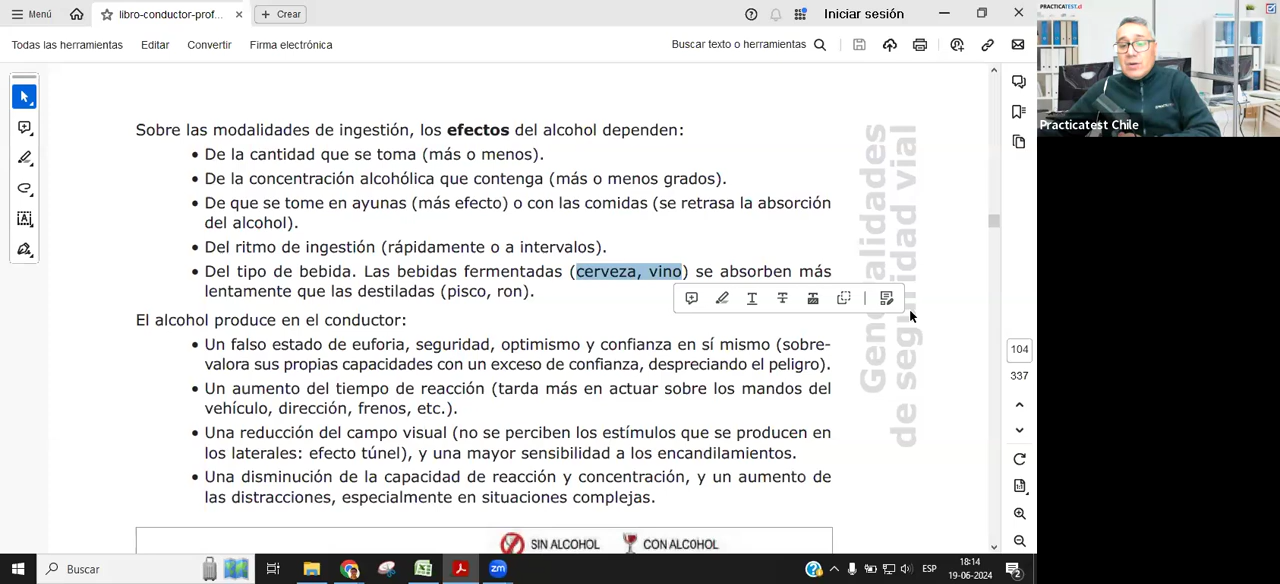 Menú
libro-conductor-prof...
Crear
Iniciar sesión
Todas las herramientas
Editar
Convertir
Firma electrónica
Buscar texto o herramientas
PRACTICATEST.cl
Practicatest Chile
Sobre las modalidades de ingestión, los efectos del alcohol dependen:
• De la cantidad que se toma (más o menos).
• De la concentración alcohólica que contenga (más o menos grados).
• De que se tome en ayunas (más efecto) o con las comidas (se retrasa la absorción
del alcohol).
• Del ritmo de ingestión (rápidamente o a intervalos).
• Del tipo de bebida. Las bebidas fermentadas (cerveza, vino) se absorben más
lentamente que las destiladas (pisco, ron).
El alcohol produce en el conductor:
• Un falso estado de euforia, seguridad, optimismo y confianza en sí mismo (sobre-
valora sus propias capacidades con un exceso de confianza, despreciando el peligro).
• Un aumento del tiempo de reacción (tarda más en actuar sobre los mandos del
vehículo, dirección, frenos, etc.).
• Una reducción del campo visual (no se perciben los estímulos que se producen en
los laterales: efecto túnel), y una mayor sensibilidad a los encandilamientos.
• Una disminución de la capacidad de reacción y concentración, y un aumento de
las distracciones, especialmente en situaciones complejas.
SIN ALCOHOL
CON ALCOHOL
Generalidades
de seguridad vial
104
337
Buscar
ESP
18:14
19-06-2024